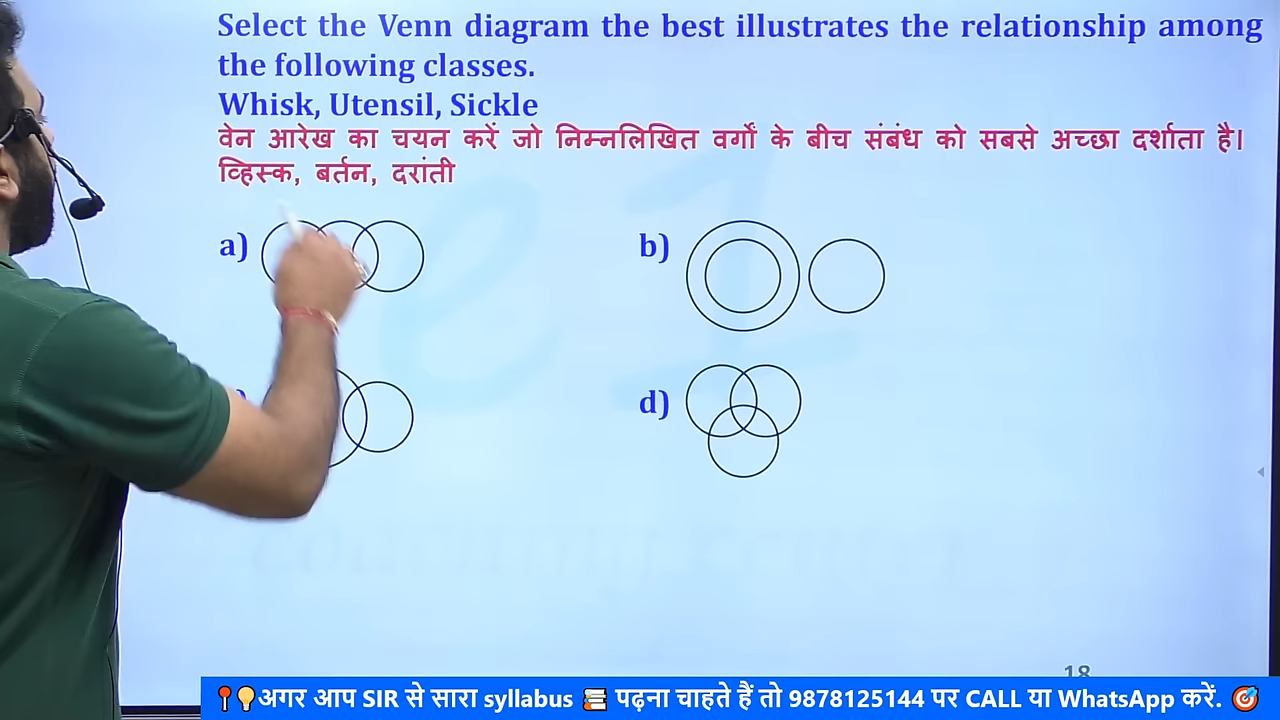 Select the Venn diagram the best illustrates the relationship among
the following classes.
Whisk, Utensil, Sickle
वेन आरेख का चयन करें जो निम्नलिखित वर्गों के बीच संबंध को सबसे अच्छा दर्शाता है।
व्हिस्क, बर्तन, दरांती
a)
b)
d)
18
📍💡अगर आप SIR से सारा syllabus 📚 पढ़ना चाहते हैं तो 9878125144 पर CALL या WhatsApp करें. 🎯